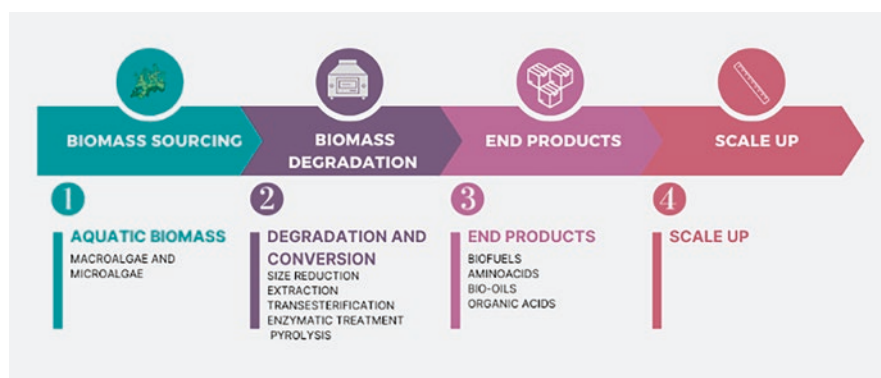 BIOMASS SOURCING
BIOMASS
DEGRADATION
END PRODUCTS
SCALE UP
1
AQUATIC BIOMASS
MACROALGAE AND
MICROALGAE
2
DEGRADATION AND
CONVERSION
SIZE REDUCTION
EXTRACTION
TRANSESTERIFICATION
ENZYMATIC TREATMENT
PYROLYSIS
3
END PRODUCTS
BIOFUELS
AMINOACIDS
BIO-OILS
ORGANIC ACIDS
4
SCALE UP